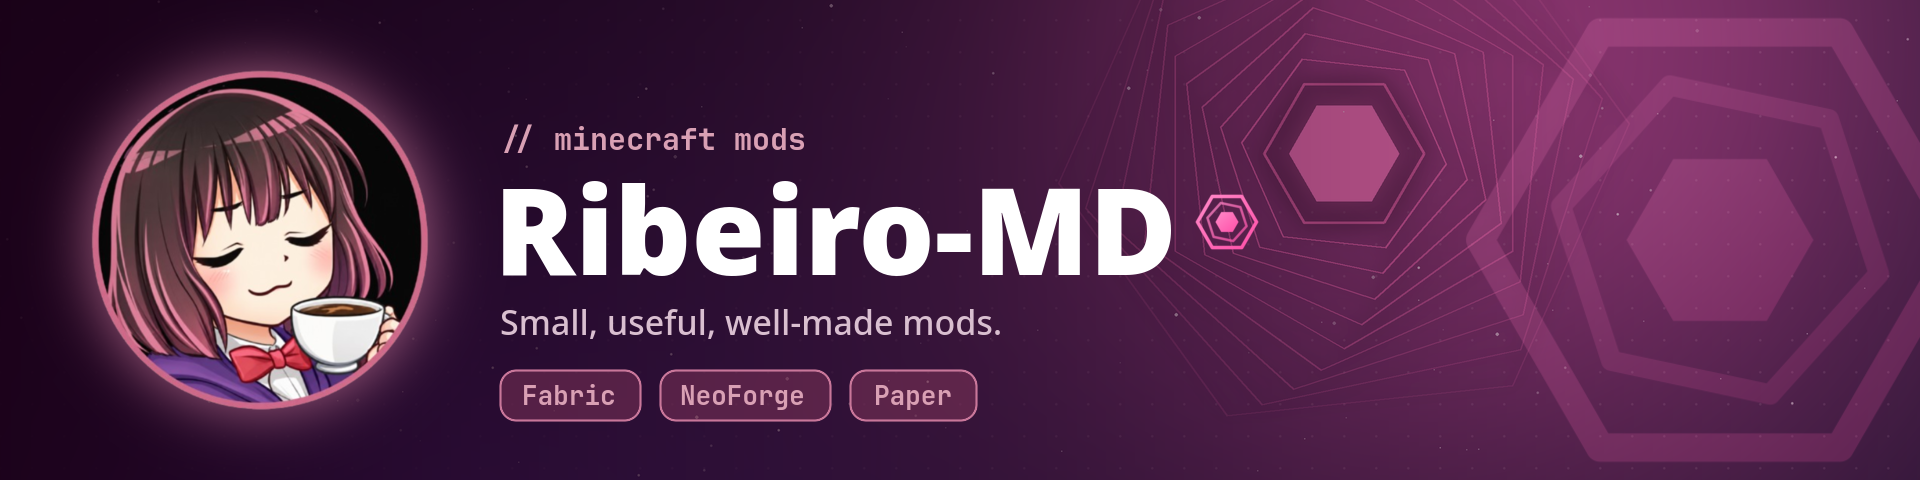 // minecraft mods
Ribeiro-MD
Small, useful, well-made mods.
Fabric NeoForge Paper